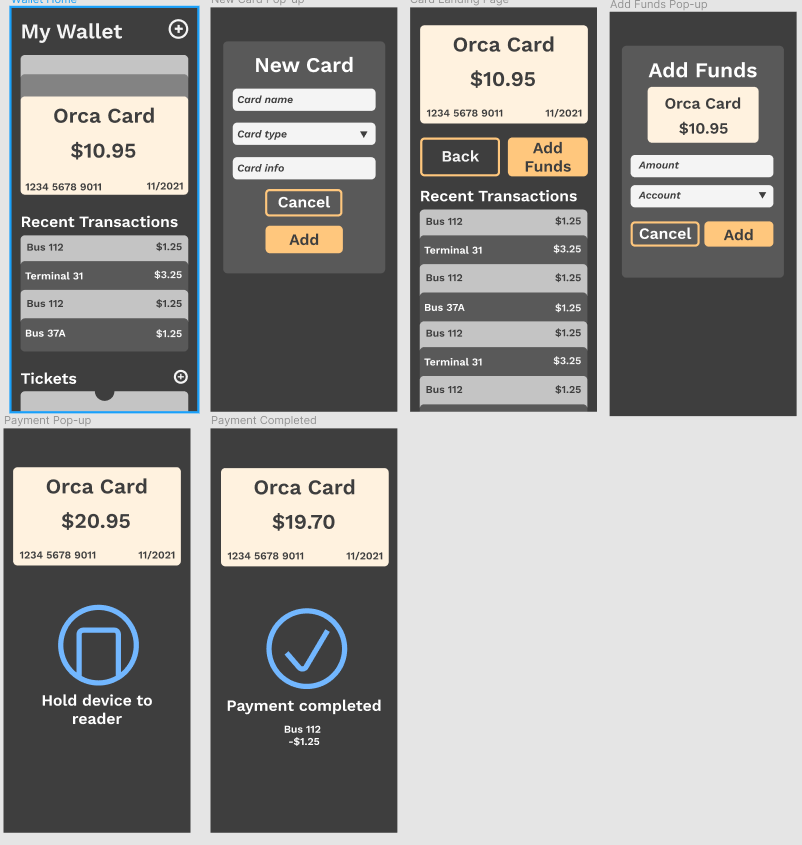 Wallet Home
My Wallet
Orca Card
$10.95
1234 5678 9011 11/2021
Recent Transactions
Bus 112 $1.25
Terminal 31 $3.25
Bus 112 $1.25
Bus 37A $1.25
Tickets
New Card Pop-up
New Card
Card name
Card type
Card info
Cancel
Add
Card Landing Page
Orca Card
$10.95
1234 5678 9011 11/2021
Back
Add
Funds
Recent Transactions
Bus 112 $1.25
Terminal 31 $3.25
Bus 112 $1.25
Bus 37A $1.25
Bus 112 $1.25
Terminal 31 $3.25
Bus 112 $1.25
Add Funds Pop-up
Add Funds
Orca Card
$10.95
Amount
Account
Cancel Add
Payment Pop-up
Orca Card
$20.95
1234 5678 9011 11/2021
Hold device to
reader
Payment Completed
Orca Card
$19.70
1234 5678 9011 11/2021
Payment completed
Bus 112
-$1.25